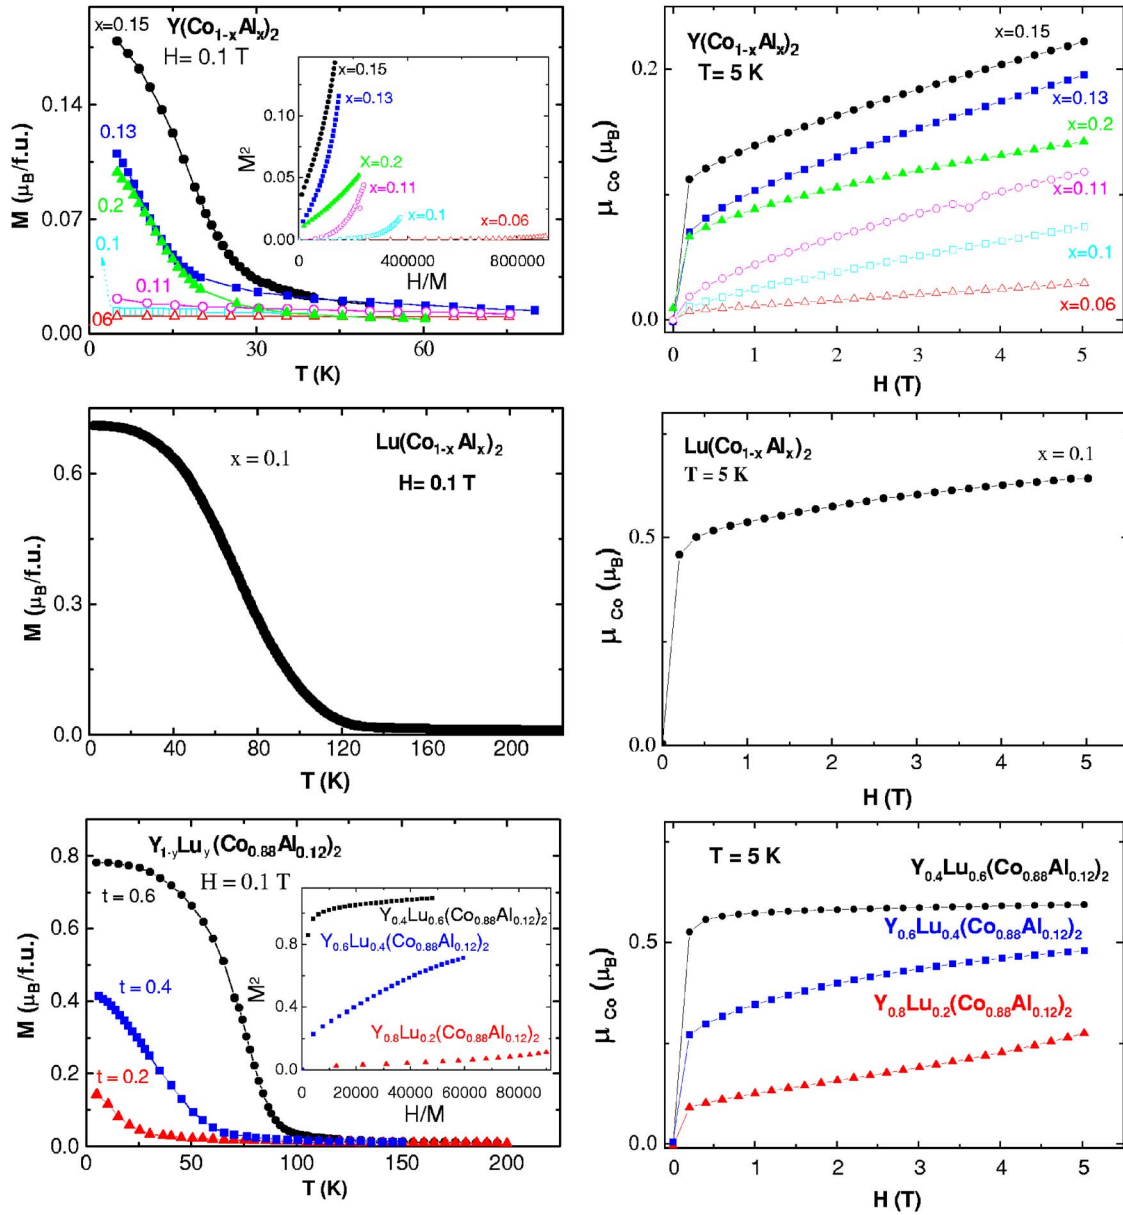 Y(Co1-xAlx)2
H= 0.1 T
x=0.15
0.13
0.2
0.1
0.11
06
0.14
0.07
0.00
M (μB/f.u.)
0
30
60
T (K)
x=0.15
x=0.13
X=0.2
x=0.11
x=0.1
x=0.06
0.10
0.05
0.00
M2
0
400000
800000
H/M
Y(Co1-xAlx)2
T= 5 K
x=0.15
x=0.13
x=0.2
x=0.11
x=0.1
x=0.06
0.2
0.1
0.0
μ Co (μB)
0 1 2 3 4 5
H (T)
Lu(Co1-xAlx)2
x = 0.1
H= 0.1 T
0.6
0.3
0.0
M (μB/f.u.)
0 40 80 120 160 200
T (K)
Lu(Co1-xAlx)2
T = 5 K
x = 0.1
0.5
0.0
μ Co (μB)
0 1 2 3 4 5
H (T)
Y1-yLuy(Co0.88Al0.12)2
H = 0.1 T
t = 0.6
t = 0.4
t = 0.2
0.8
0.6
0.4
0.2
0.0
M (μB/f.u.)
0 50 100 150 200
T (K)
Y0.4Lu0.6(Co0.88Al0.12)2
Y0.6Lu0.4(Co0.88Al0.12)2
Y0.8Lu0.2(Co0.88Al0.12)2
1.0
0.6
0.0
M2
20000 40000 60000 80000
H/M
T = 5 K
Y0.4Lu0.6(Co0.88Al0.12)2
Y0.6Lu0.4(Co0.88Al0.12)2
Y0.8Lu0.2(Co0.88Al0.12)2
0.5
0.0
μ Co (μB)
0 1 2 3 4 5
H (T)